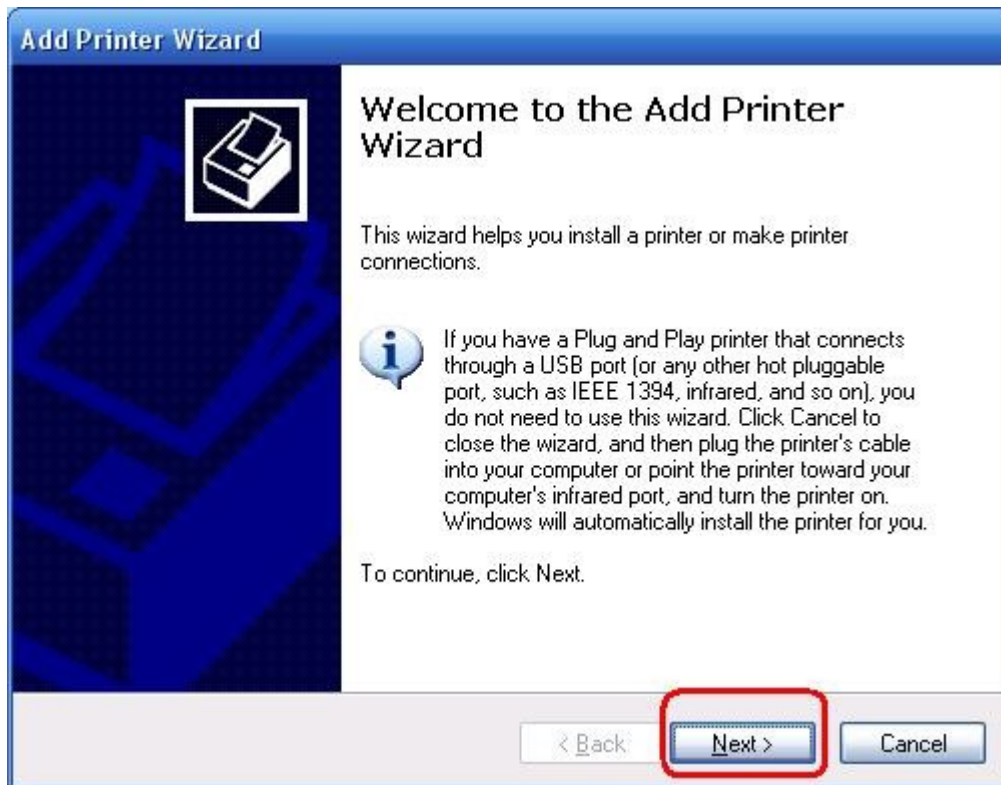 Add Printer Wizard
Welcome to the Add Printer
Wizard
This wizard helps you install a printer or make printer
connections.
If you have a Plug and Play printer that connects
through a USB port (or any other hot pluggable
port, such as IEEE 1394, infrared, and so on), you
do not need to use this wizard. Click Cancel to
close the wizard, and then plug the printer's cable
into your computer or point the printer toward your
computer's infrared port, and turn the printer on.
Windows will automatically install the printer for you.
To continue, click Next.
< Back Next > Cancel